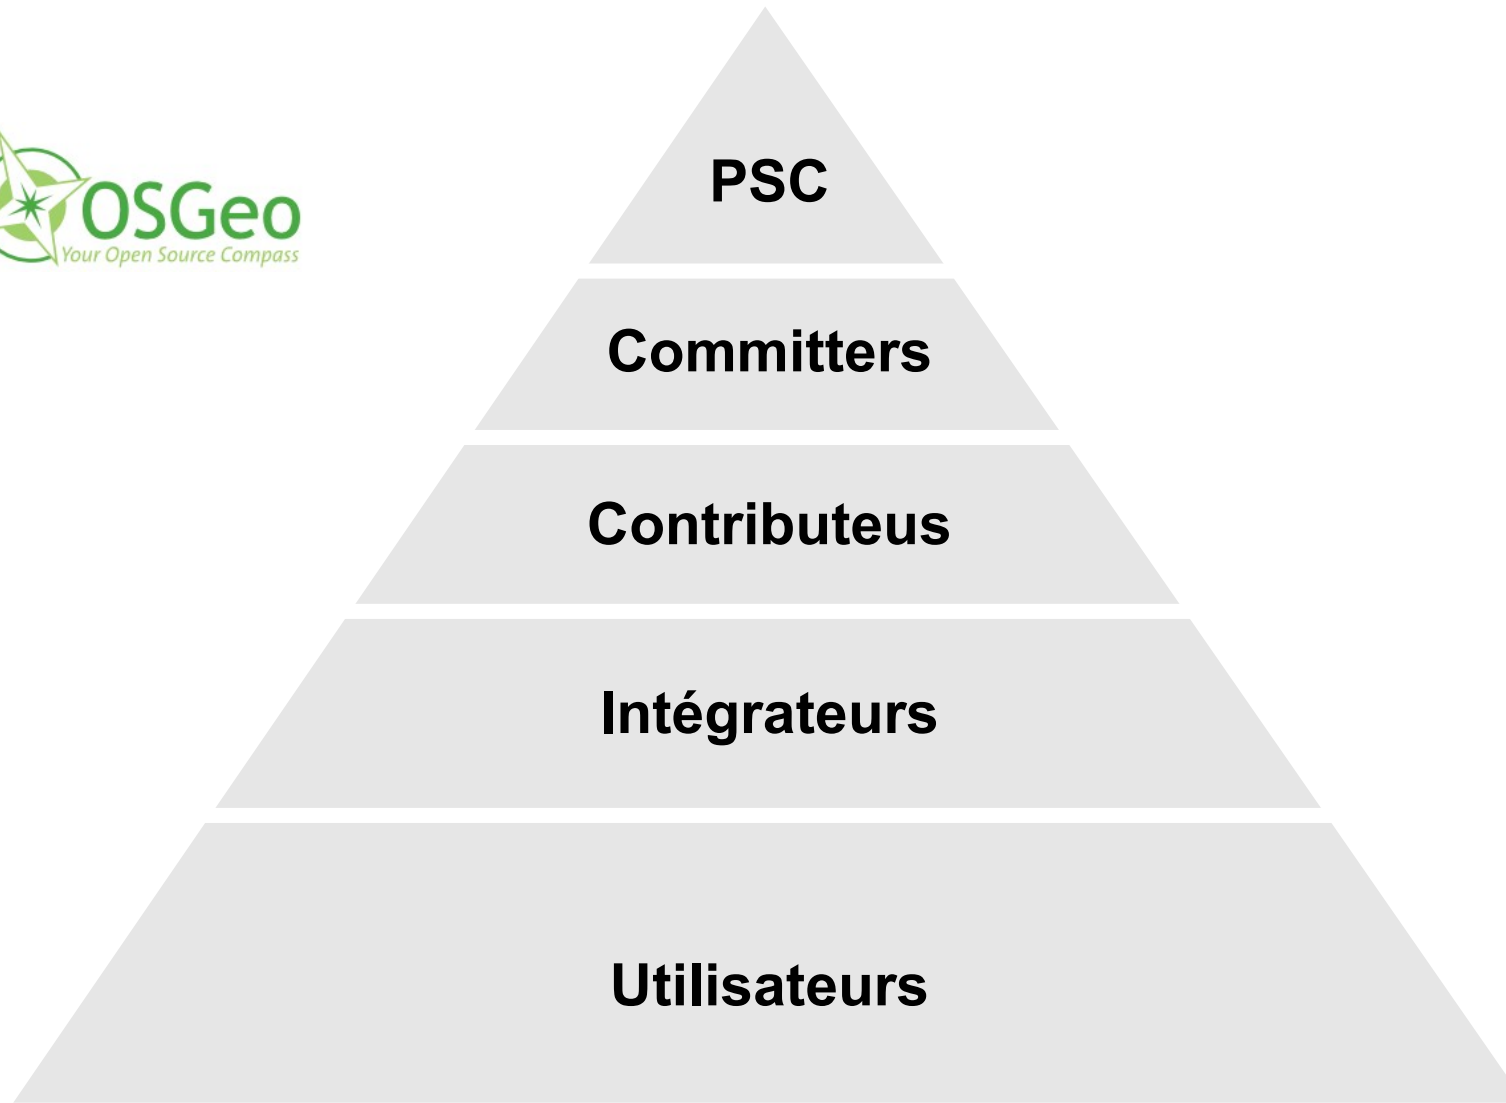 PSC
OSGeo
Your Open Source Compass
Committers
Contributeus
Intégrateurs
Utilisateurs